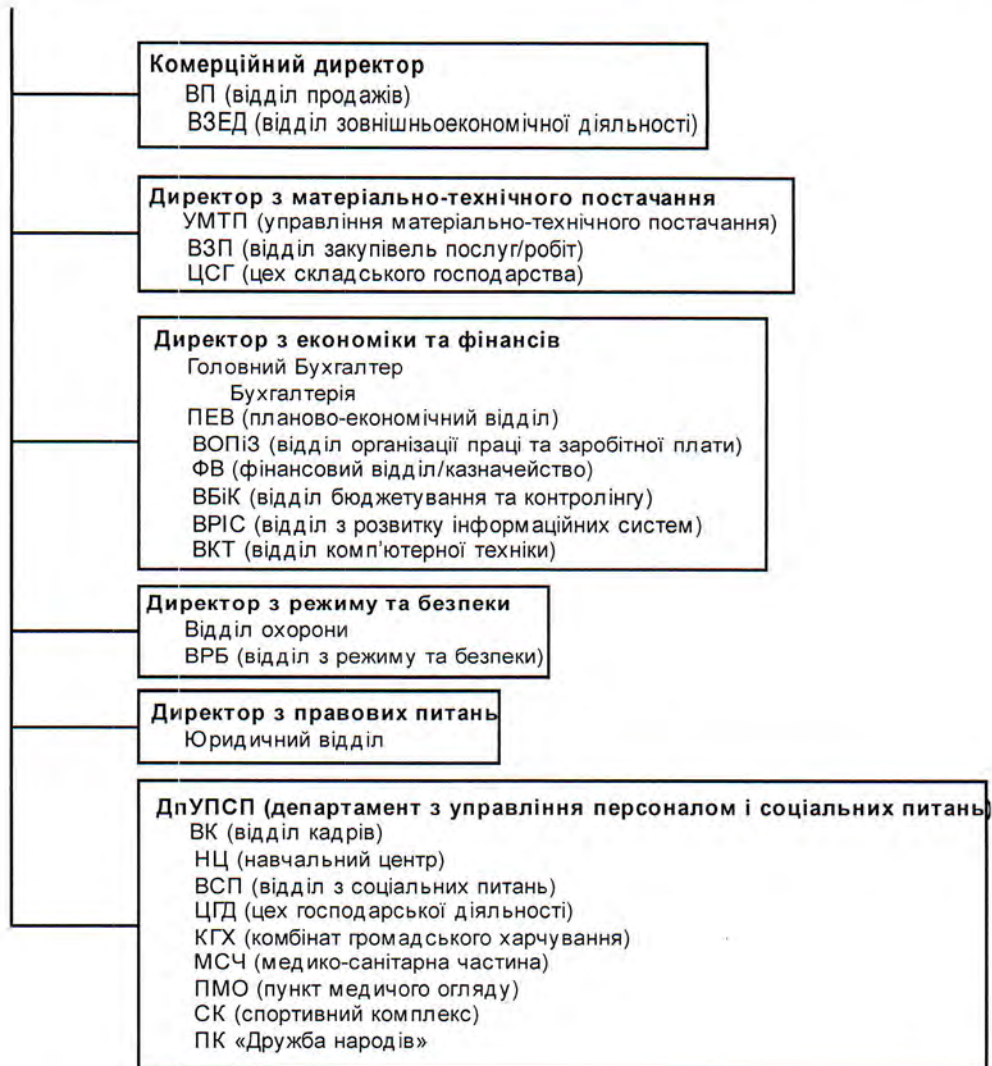 Комерційний директор
ВП (відділ продажів)
ВЗЕД (відділ зовнішньоекономічної діяльності)
Директор з матеріально-технічного постачання
УМТП (управління матеріально-технічного постачання)
ВЗП (відділ закупівель послуг/робіт)
ЦСГ (цех складського господарства)
Директор з економіки та фінансів
Головний Бухгалтер
Бухгалтерія
ПЕВ (планово-економічний відділ)
ВОПіЗ (відділ організації праці та заробітної плати)
ФВ (фінансовий відділ/казначейство)
ВБіК (відділ бюджетування та контролінгу)
ВРІС (відділ з розвитку інформаційних систем)
ВКТ (відділ комп'ютерної техніки)
Директор з режиму та безпеки
Відділ охорони
ВРБ (відділ з режиму та безпеки)
Директор з правових питань
Юридичний відділ
ДпУПСП (департамент з управління персоналом і соціальних питань)
ВК (відділ кадрів)
НЦ (навчальний центр)
ВСП (відділ з соціальних питань)
ЦГД (цех господарської діяльності)
КГХ (комбінат громадського харчування)
МСЧ (медико-санітарна частина)
ПМО (пункт медичого огляду)
СК (спортивний комплекс)
ПК «Дружба народів»